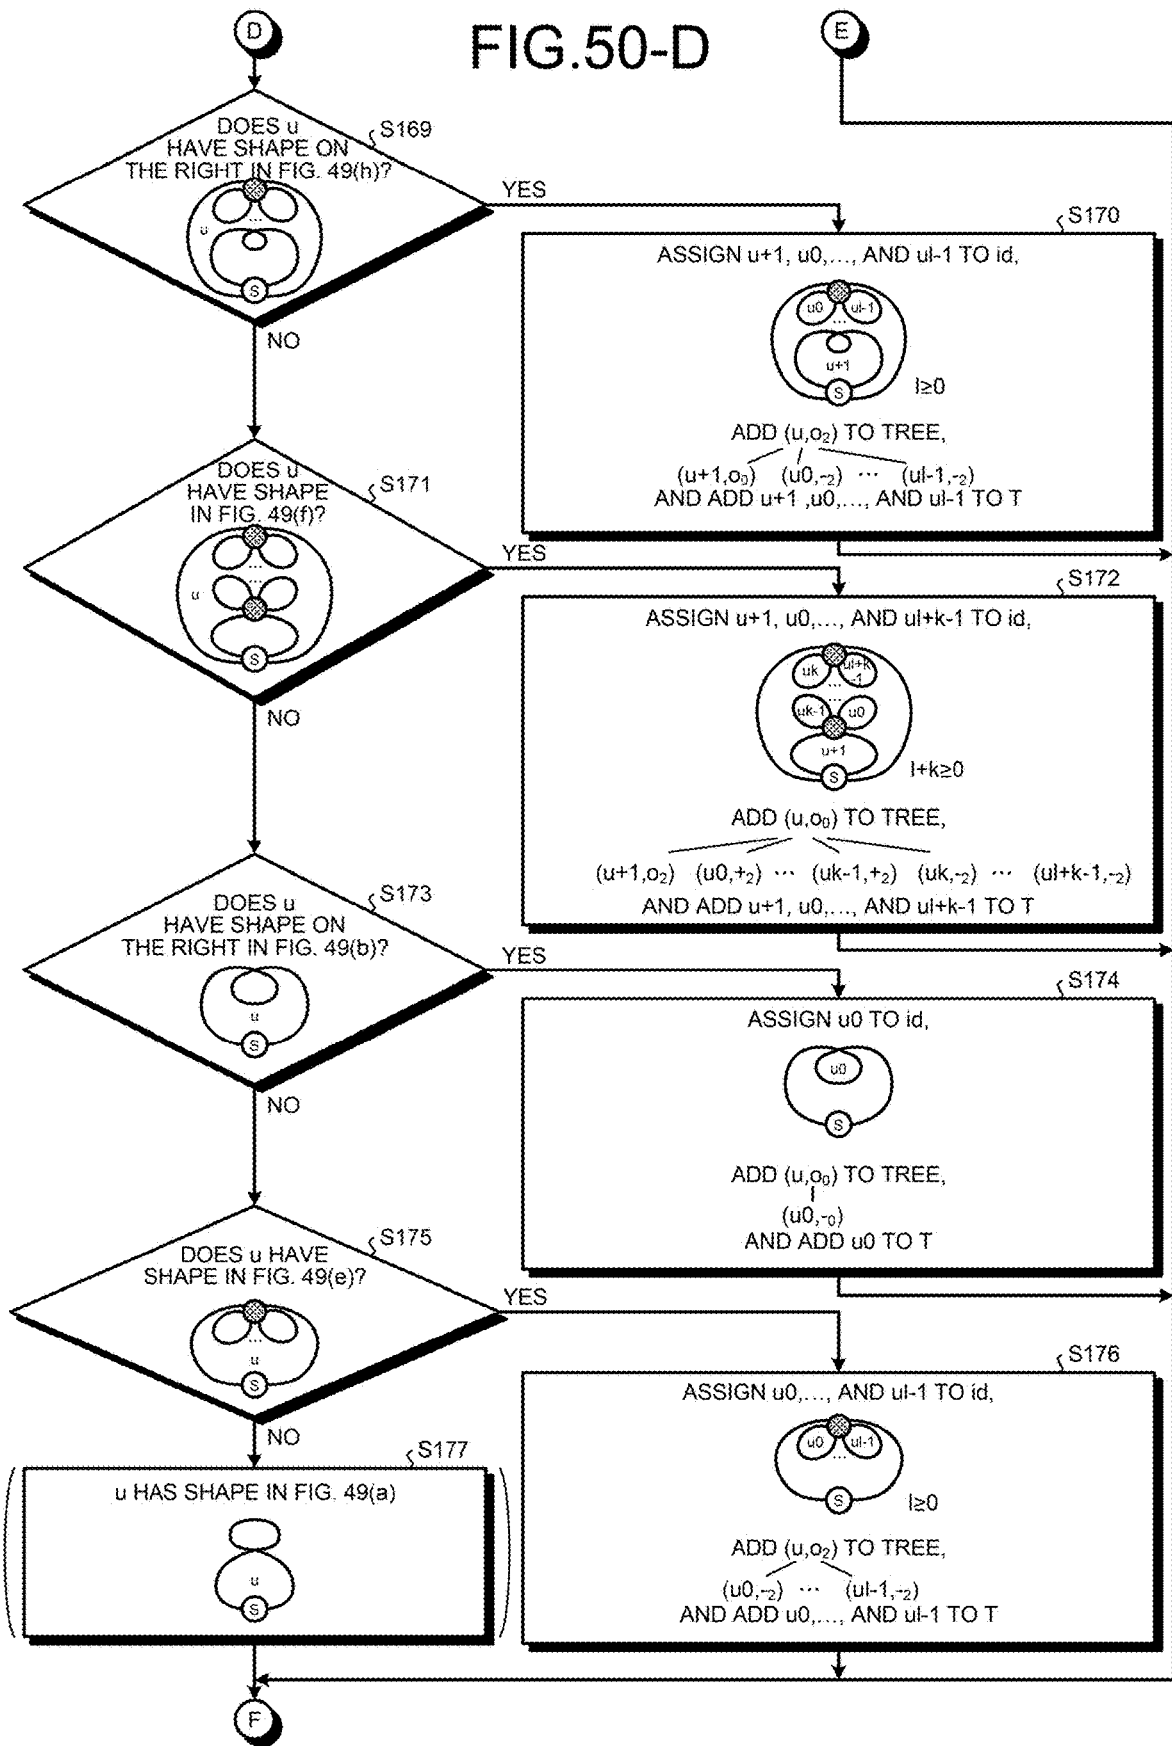 D
FIG.50-D
E
DOES u
HAVE SHAPE ON
THE RIGHT IN FIG. 49(h)?
S169
u
...
S
YES
NO
S170
ASSIGN u+1, u0,..., AND ul-1 TO id,
u0 ul-1
...
u+1
S
l≥0
ADD (u,o₂) TO TREE,
(u+1,o₀) (u0,-₂) ... (ul-1,-₂)
AND ADD u+1 ,u0,..., AND ul-1 TO T
DOES u
HAVE SHAPE
IN FIG. 49(f)?
S171
...
u ...
S
YES
NO
S172
ASSIGN u+1, u0,..., AND ul+k-1 TO id,
uk ul+k
-1
...
...
uk-1 u0
u+1
S
l+k≥0
ADD (u,o₀) TO TREE,
(u+1,o₂) (u0,+₂) ... (uk-1,+₂) (uk,-₂) ... (ul+k-1,-₂)
AND ADD u+1, u0,..., AND ul+k-1 TO T
DOES u
HAVE SHAPE ON
THE RIGHT IN FIG. 49(b)?
S173
u
S
YES
NO
S174
ASSIGN u0 TO id,
u0
S
ADD (u,o₀) TO TREE,
(u0,-₀)
AND ADD u0 TO T
DOES u HAVE
SHAPE IN FIG. 49(e)?
S175
...
u
S
YES
NO
S176
ASSIGN u0,..., AND ul-1 TO id,
u0 ul-1
...
S
l≥0
ADD (u,o₂) TO TREE,
(u0,-₂) ... (ul-1,-₂)
AND ADD u0,..., AND ul-1 TO T
S177
u HAS SHAPE IN FIG. 49(a)
u
S
F